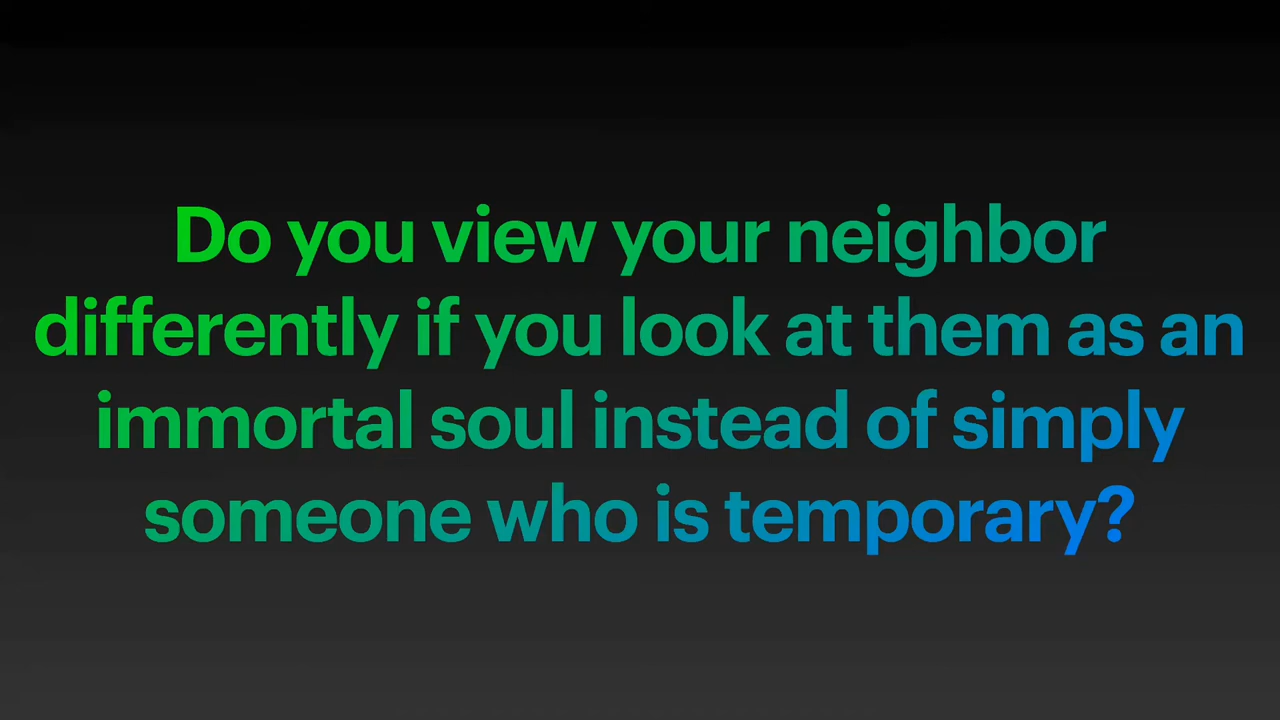 Do you view your neighbor
differently if you look at them as an
immortal soul instead of simply
someone who is temporary?